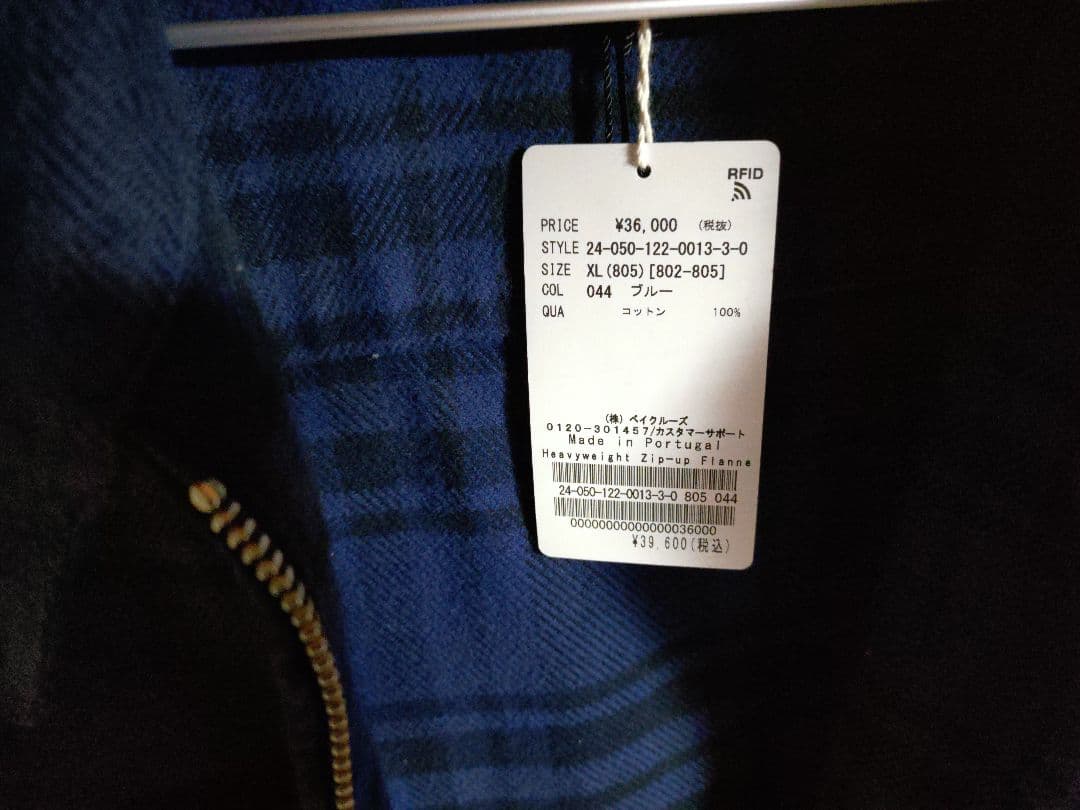 RFID
PRICE ¥36,000 (税抜)
STYLE 24-050-122-0013-3-0
SIZE XL(805)[802-805]
COL 044 ブルー
QUA コットン 100%
(株)ベイクルーズ
0120-301457/カスタマーサポート
Made in Portugal
Heavyweight Zip-up Flanne
24-050-122-0013-3-0 805 044
00000000000000036000
¥39,600(税込)